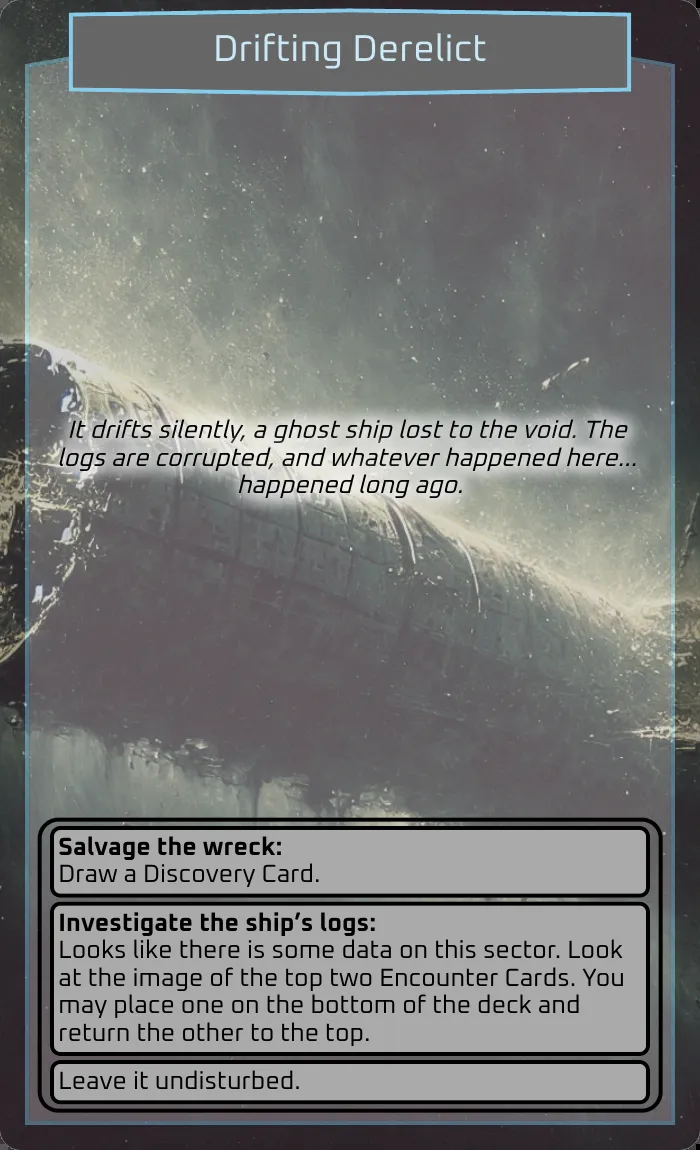 Drifting Derelict
It drifts silently, a ghost ship lost to the void. The
logs are corrupted, and whatever happened here...
happened long ago.
Salvage the wreck:
Draw a Discovery Card.
Investigate the ship's logs:
Looks like there is some data on this sector. Look
at the image of the top two Encounter Cards. You
may place one on the bottom of the deck and
return the other to the top.
Leave it undisturbed.